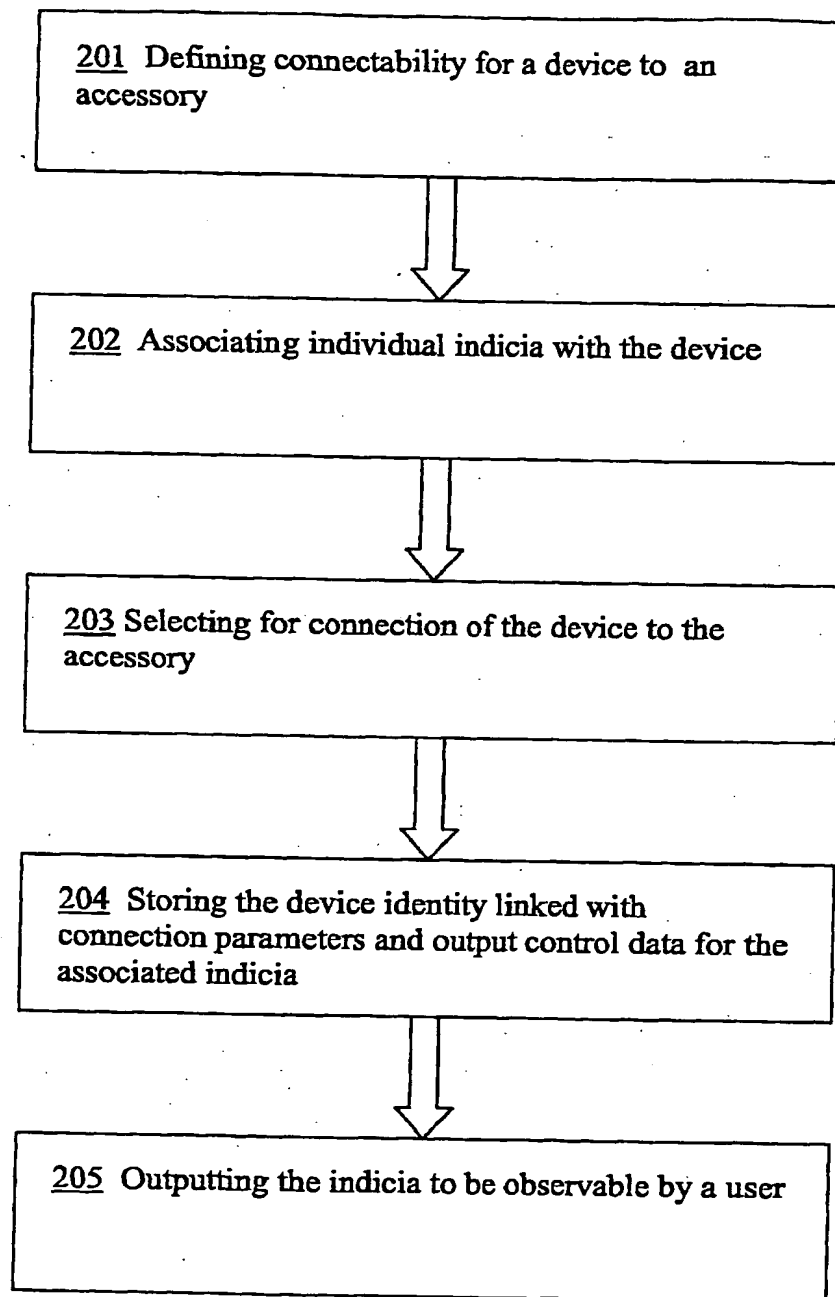 201 Defining connectability for a device to an
accessory
202 Associating individual indicia with the device
203 Selecting for connection of the device to the
accessory
204 Storing the device identity linked with
connection parameters and output control data for the
associated indicia
205 Outputting the indicia to be observable by a user